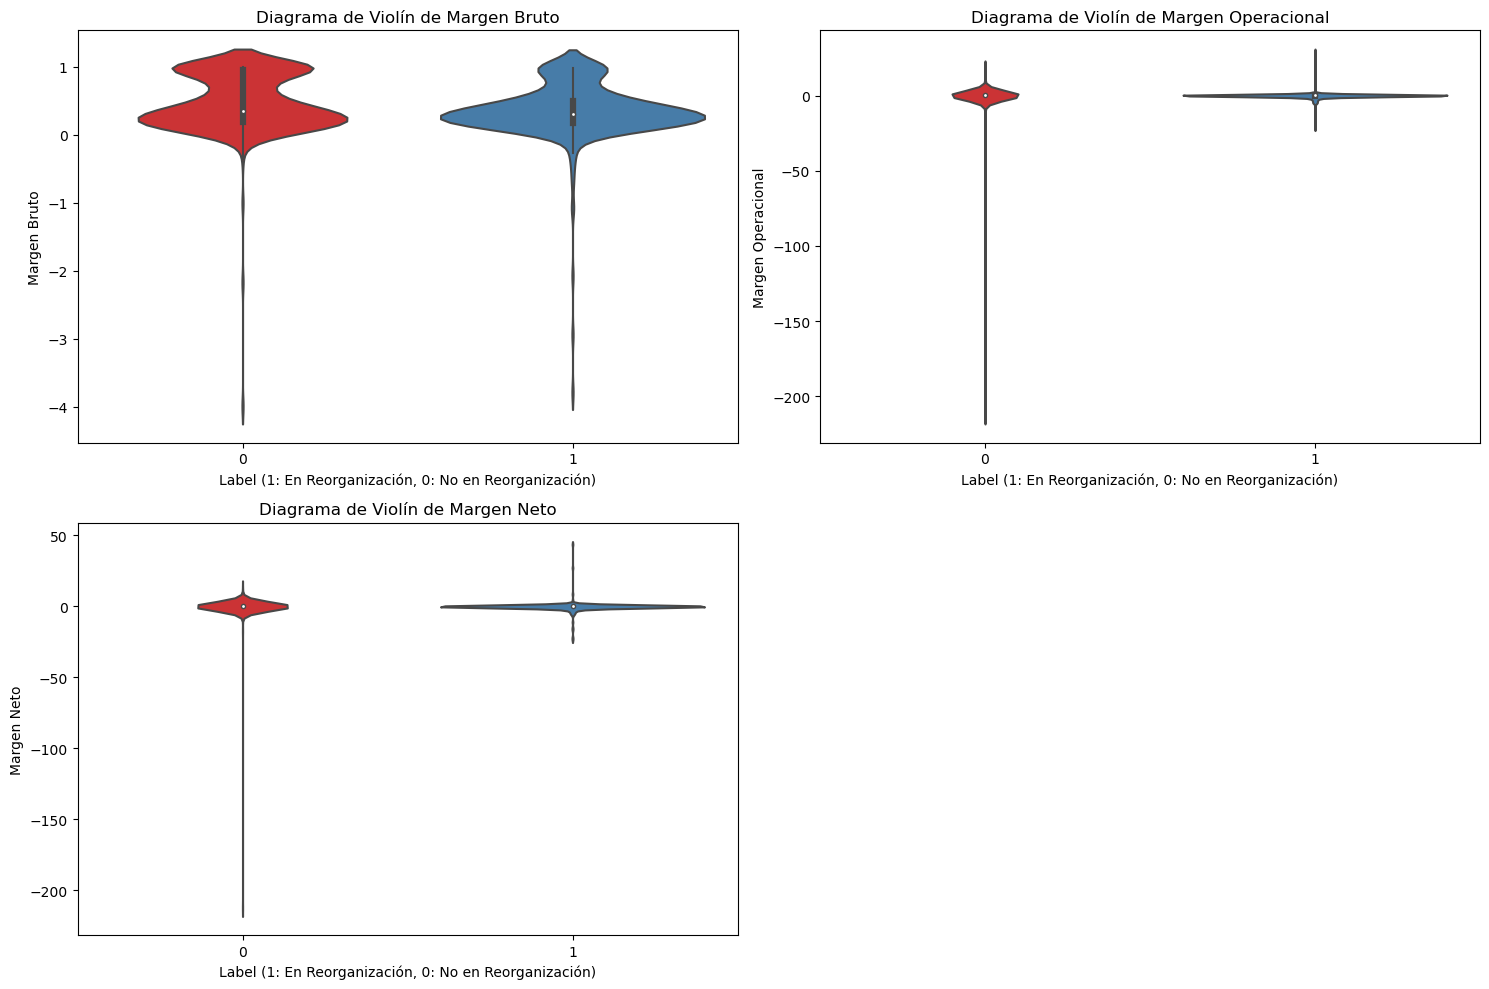 Diagrama de Violín de Margen Bruto
Margen Bruto
1
0
−1
−2
−3
−4
0
1
Label (1: En Reorganización, 0: No en Reorganización)
Diagrama de Violín de Margen Operacional
Margen Operacional
0
−50
−100
−150
−200
0
1
Label (1: En Reorganización, 0: No en Reorganización)
Diagrama de Violín de Margen Neto
Margen Neto
50
0
−50
−100
−150
−200
0
1
Label (1: En Reorganización, 0: No en Reorganización)